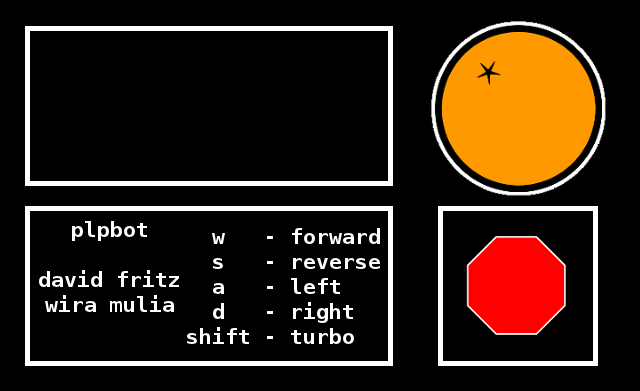 plpbot
david fritz
wira mulia
w - forward
s - reverse
a - left
d - right
shift - turbo